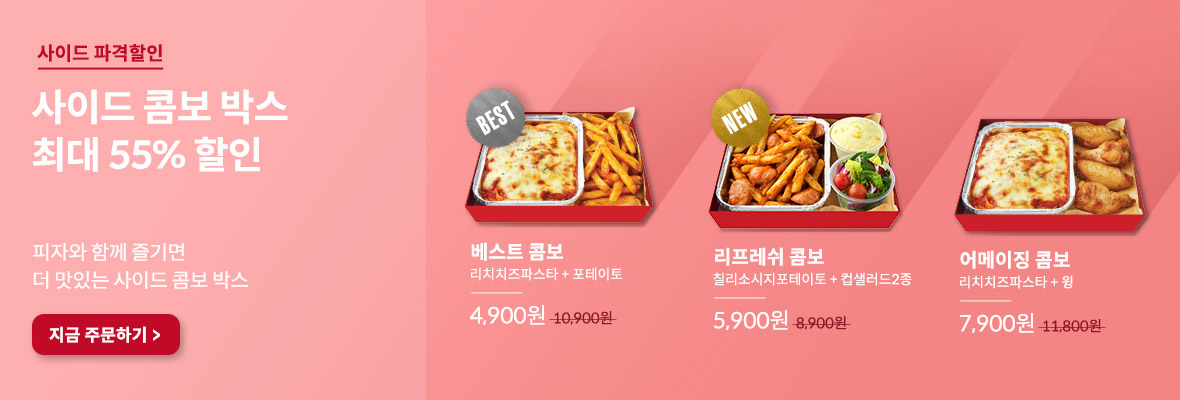 사이드 파격할인
사이드 콤보 박스
최대 55% 할인
피자와 함께 즐기면
더 맛있는 사이드 콤보 박스
지금 주문하기 >
BEST
베스트 콤보
리치치즈파스타 + 포테이토
4,900원 10,900원
NEW
리프레쉬 콤보
칠리소시지포테이토 + 컵샐러드2종
5,900원 8,900원
어메이징 콤보
리치치즈파스타 + 윙
7,900원 11,800원